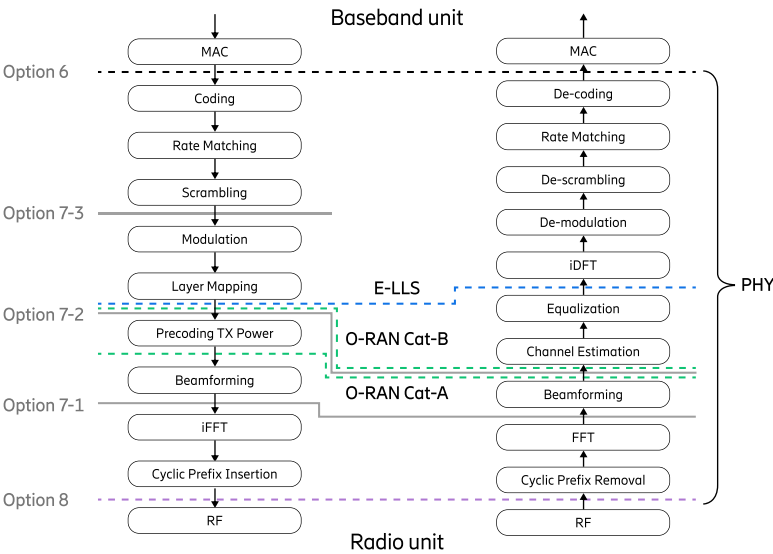 Baseband unit
MAC
MAC
Option 6
Coding
De-coding
Rate Matching
Rate Matching
Scrambling
De-scrambling
Option 7-3
Modulation
De-modulation
iDFT
Layer Mapping
E-LLS
Equalization
Option 7-2
Precoding TX Power
O-RAN Cat-B
Channel Estimation
Beamforming
O-RAN Cat-A
Beamforming
Option 7-1
iFFT
FFT
Cyclic Prefix Insertion
Cyclic Prefix Removal
Option 8
RF
RF
Radio unit
PHY